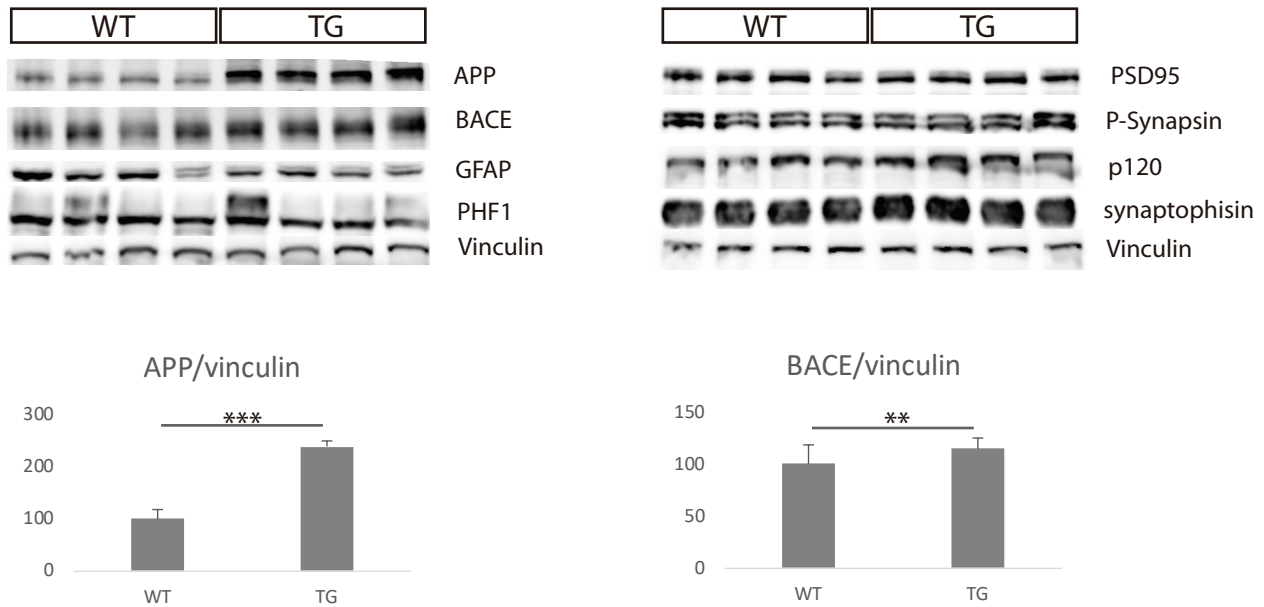 WT TG
APP
BACE
GFAP
PHF1
Vinculin
WT TG
PSD95
P-Synapsin
p120
synaptophisin
Vinculin
APP/vinculin
***
300
200
100
0
WT TG
BACE/vinculin
**
150
100
50
0
WT TG